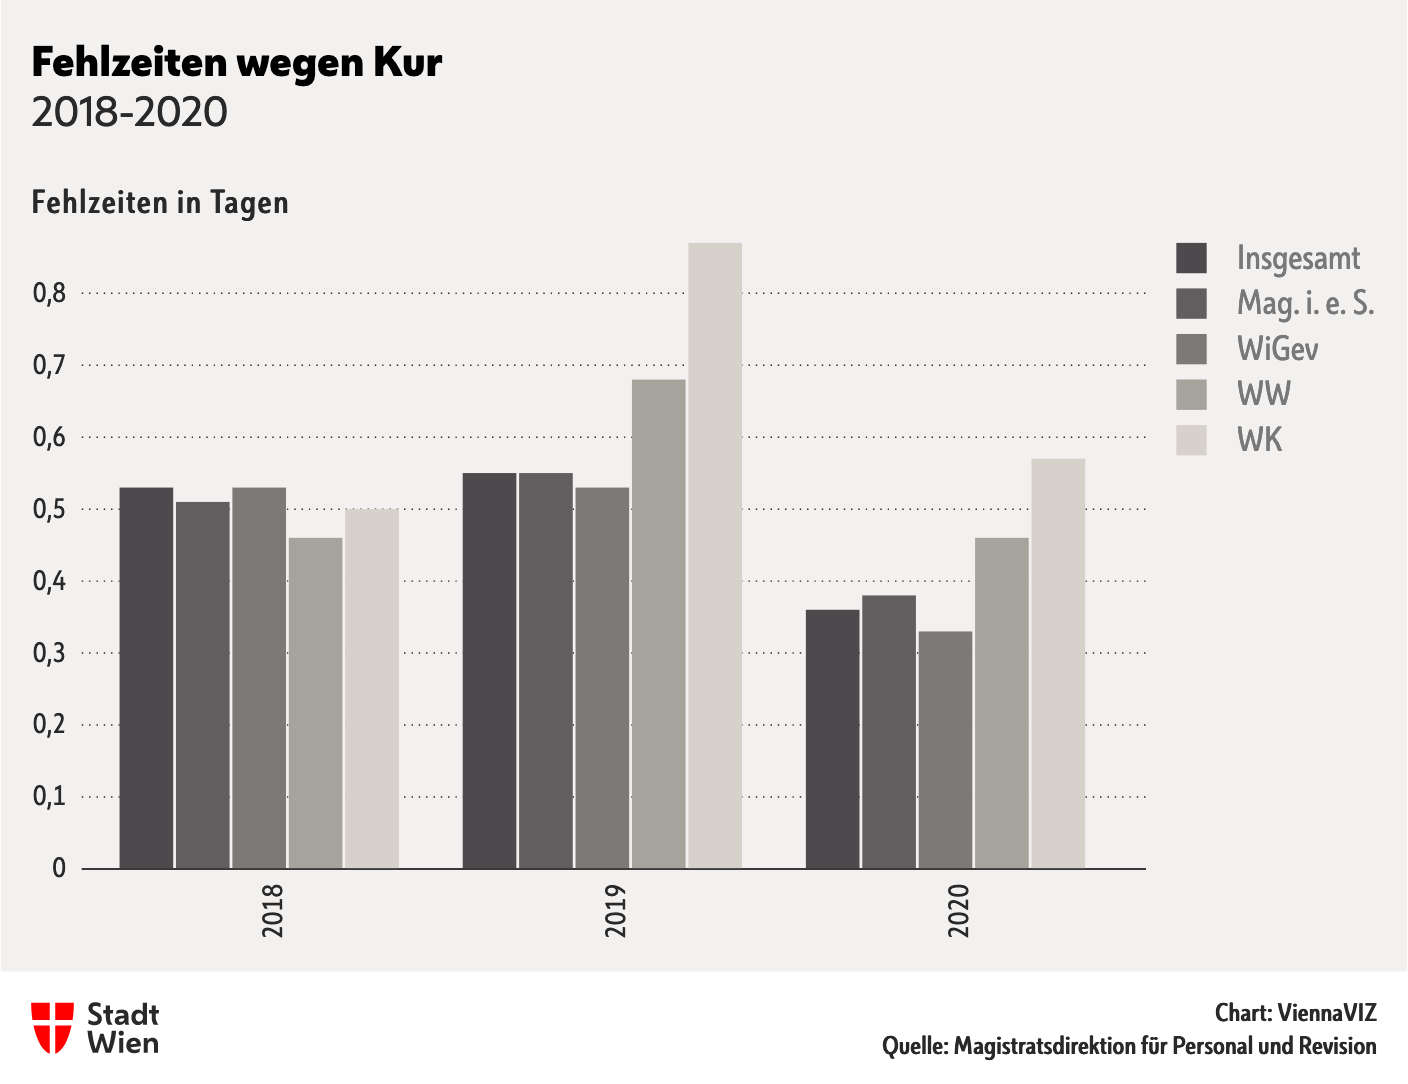 Fehlzeiten wegen Kur
2018-2020
Fehlzeiten in Tagen
0,8
0,7
0,6
0,5
0,4
0,3
0,2
0,1
0
2018
2019
2020
Insgesamt
Mag. i. e. S.
WiGev
WW
WK
Stadt
Wien
Chart: ViennaVIZ
Quelle: Magistratsdirektion für Personal und Revision